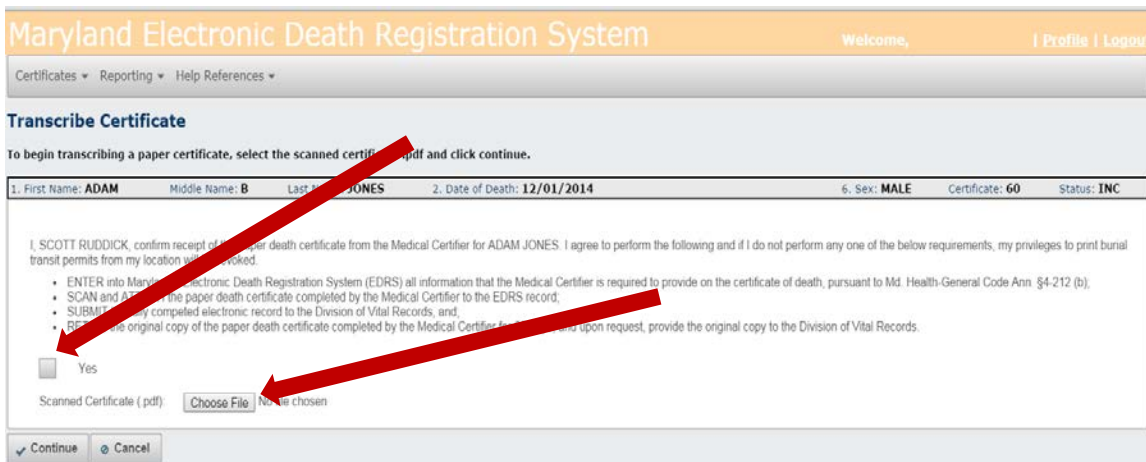 Maryland Electronic Death Registration System Welcome, | Profile | Logou
Certificates Reporting Help References
Transcribe Certificate
To begin transcribing a paper certificate, select the scanned pdf and click continue.
1. First Name: ADAM Middle Name: B Last JONES 2. Date of Death: 12/01/2014 6. Sex: MALE Certificate: 60 Status: INC
I, SCOTT RUDDICK, confirm receipt of death certificate from the Medical Certifier for ADAM JONES. I agree to perform the following and if I do not perform any one of the below requirements, my privileges to print burial
transit permits from my location
• ENTER into Electronic Death Registration System (EDRS) all information that the Medical Certifier is required to provide on the certificate of death, pursuant to Md. Health-General Code Ann §4-212 (b);
• SCAN and the paper death certificate completed by the Medical Certifier to the EDRS record;
• SUBMIT competed electronic record to the Division of Vital Records, and;
• original copy of the paper death certificate completed by the Medical Certifier and upon request, provide the original copy to the Division of Vital Records.
Yes
Scanned Certificate (.pdf): Choose File chosen
Continue Cancel